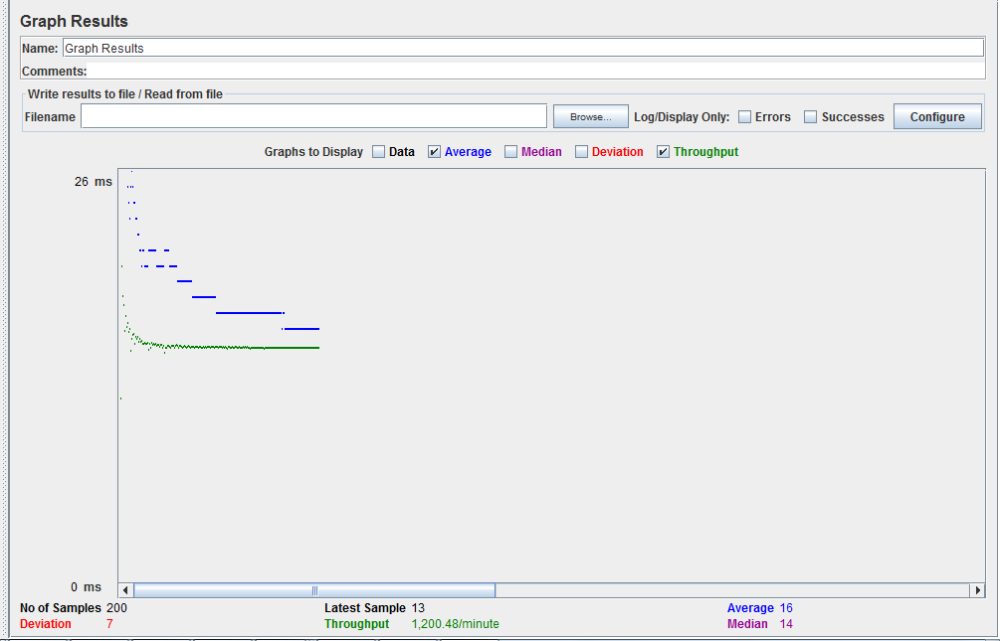 Graph Results
Name: Graph Results
Comments:
Write results to file / Read from file
Filename Browse... Log/Display Only: Errors Successes Configure
Graphs to Display Data Average Median Deviation Throughput
26 ms
0 ms
No of Samples 200 Latest Sample 13 Average 16
Deviation 7 Throughput 1,200.48/minute Median 14